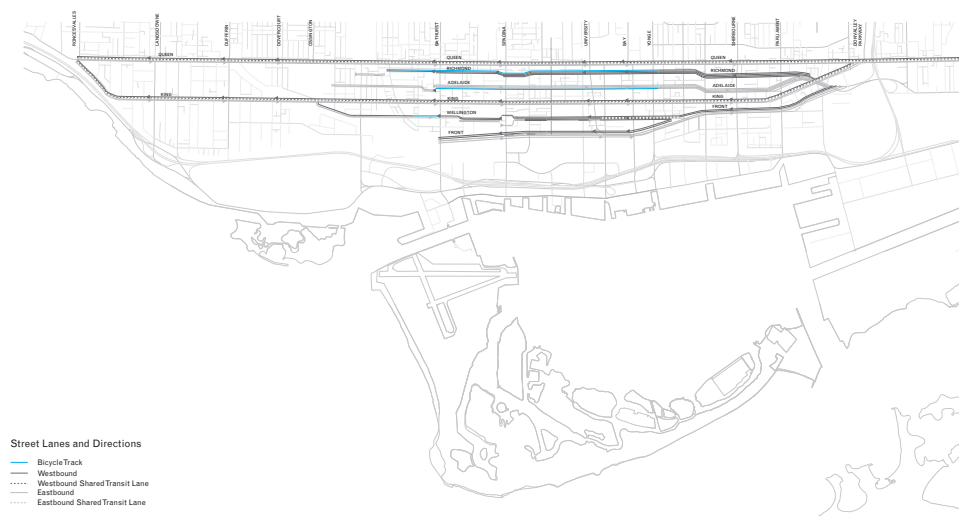 RONCESVALLES
LANDSDOWNE
DUFFERIN
DOVERCOURT
OSSINGTON
BATHURST
SPADINA
UNIVERSITY
BAY
YONGE
SHERBOURNE
PARLIAMENT
DON VALLEY
PARKWAY
QUEEN
QUEEN
QUEEN
RICHMOND
RICHMOND
ADELAIDE
ADELAIDE
KING
KING
KING
FRONT
WELLINGTON
FRONT
Street Lanes and Directions
Bicycle Track
Westbound
Westbound Shared Transit Lane
Eastbound
Eastbound Shared Transit Lane